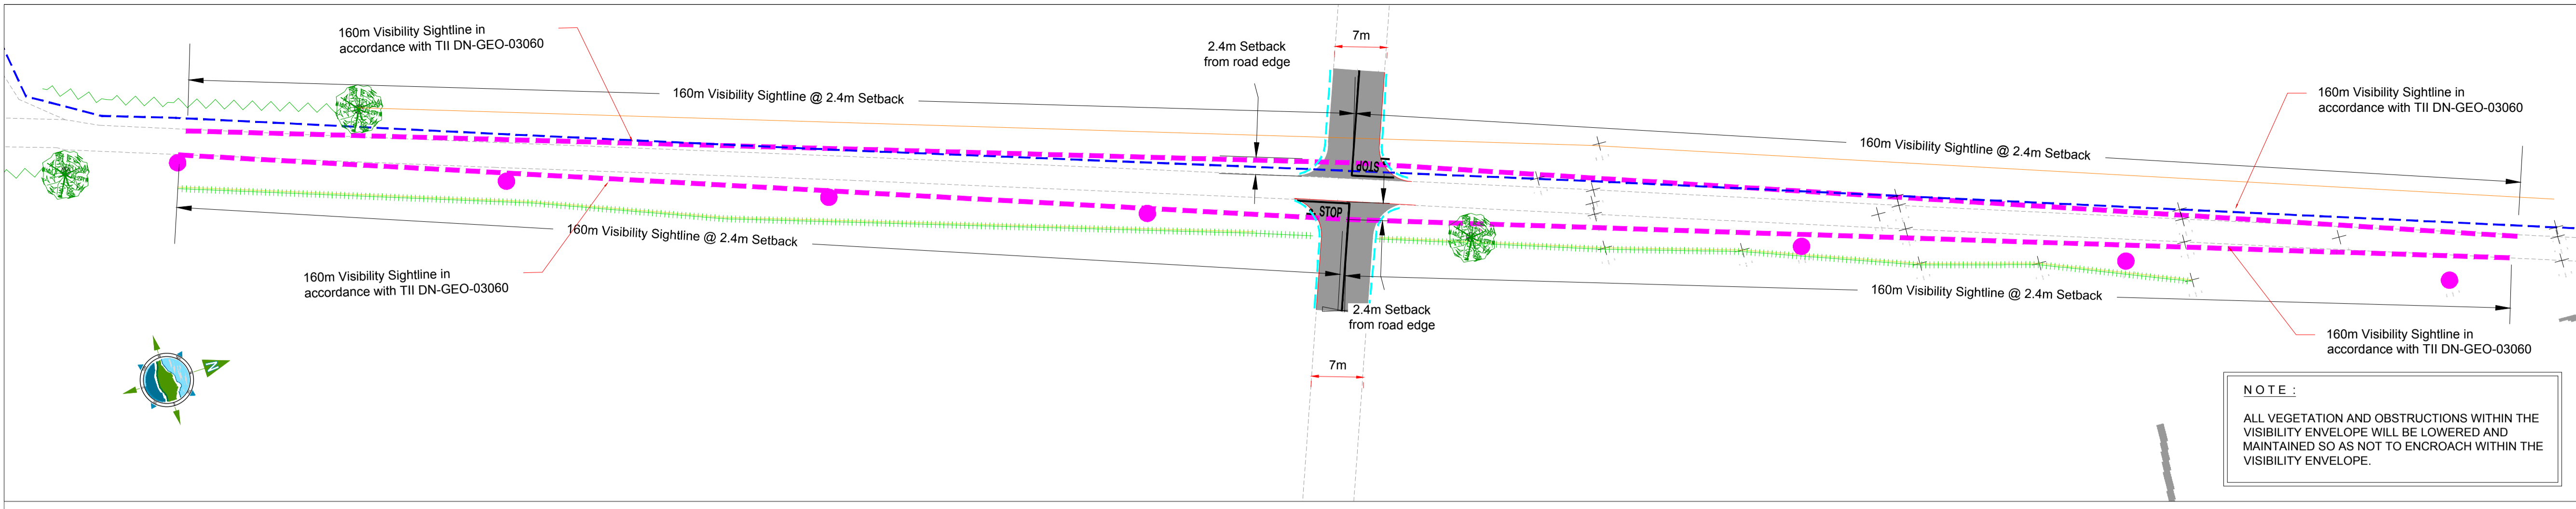 160m Visibility Sightline in
accordance with TII DN-GEO-03060
160m Visibility Sightline @ 2.4m Setback
2.4m Setback
from road edge
7m
160m Visibility Sightline in
accordance with TII DN-GEO-03060
160m Visibility Sightline @ 2.4m Setback
STOP
STOP
160m Visibility Sightline @ 2.4m Setback
160m Visibility Sightline in
accordance with TII DN-GEO-03060
160m Visibility Sightline @ 2.4m Setback
2.4m Setback
from road edge
160m Visibility Sightline in
accordance with TII DN-GEO-03060
7m
N
NOTE :
ALL VEGETATION AND OBSTRUCTIONS WITHIN THE
VISIBILITY ENVELOPE WILL BE LOWERED AND
MAINTAINED SO AS NOT TO ENCROACH WITHIN THE
VISIBILITY ENVELOPE.